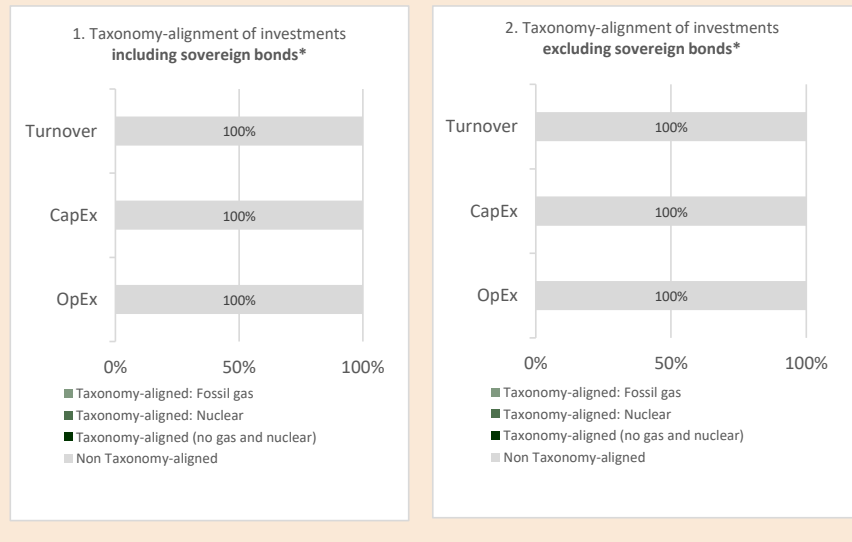 1. Taxonomy-alignment of investments
including sovereign bonds*
Turnover
100%
CapEx
100%
OpEx
100%
0%
50%
100%
Taxonomy-aligned: Fossil gas
Taxonomy-aligned: Nuclear
Taxonomy-aligned (no gas and nuclear)
Non Taxonomy-aligned
2. Taxonomy-alignment of investments
excluding sovereign bonds*
Turnover
100%
CapEx
100%
OpEx
100%
0%
50%
100%
Taxonomy-aligned: Fossil gas
Taxonomy-aligned: Nuclear
Taxonomy-aligned (no gas and nuclear)
Non Taxonomy-aligned